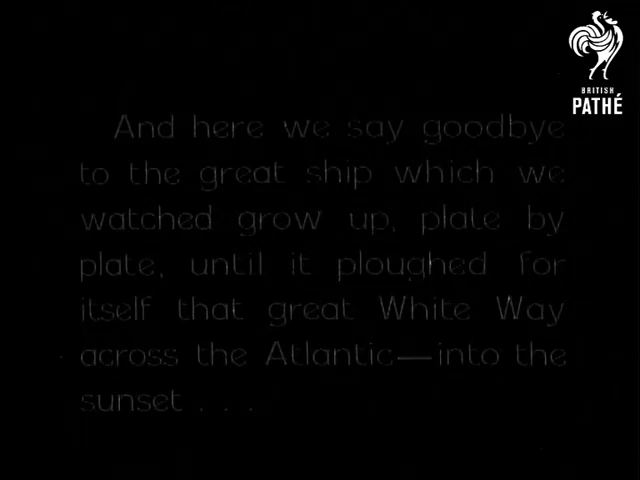 BRITISH
PATHÉ
And here we say goodbye
to the great ship which we
watched grow up, plate by
plate, until it ploughed for
itself that great White Way
across the Atlantic—into the
sunset . . .